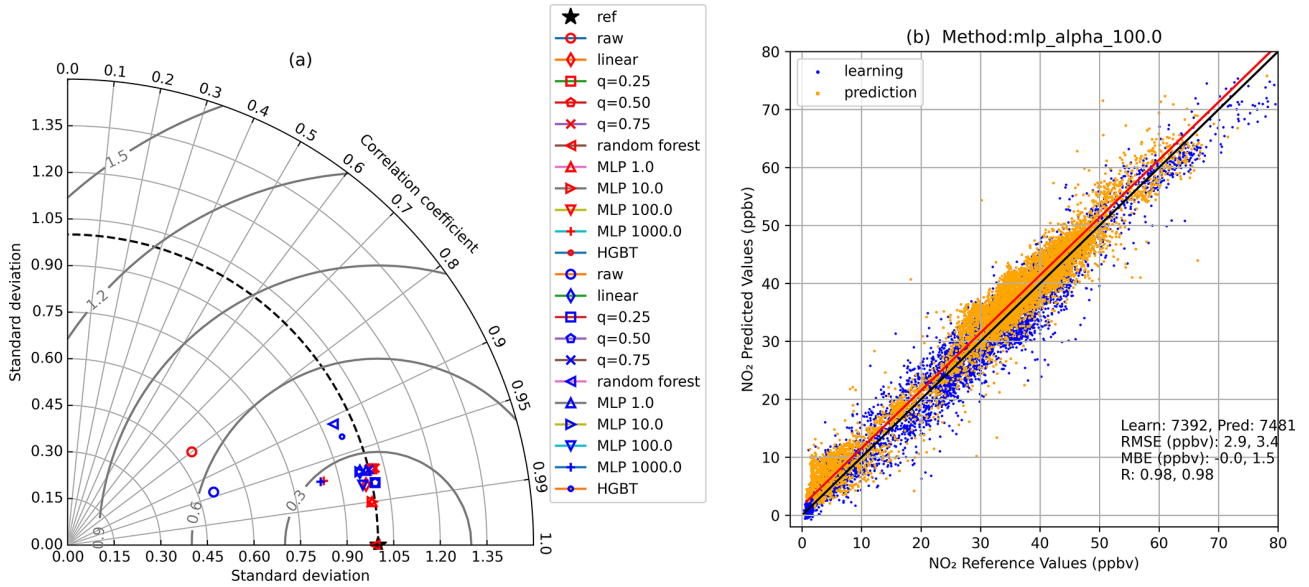 (a)
0.0 0.1 0.2 0.3 0.4 0.5 0.6 0.7 0.8 0.9 0.95 0.99 1.0
Correlation coefficient
Standard deviation
1.35
1.20
1.05
0.90
0.75
0.60
0.45
0.30
0.15
0.00
1.5
1.2
0.6
0.3
0.00 0.15 0.30 0.45 0.60 0.75 0.90 1.05 1.20 1.35
Standard deviation
ref
raw
linear
q=0.25
q=0.50
q=0.75
random forest
MLP 1.0
MLP 10.0
MLP 100.0
MLP 1000.0
HGBT
raw
linear
q=0.25
q=0.50
q=0.75
random forest
MLP 1.0
MLP 10.0
MLP 100.0
MLP 1000.0
HGBT
(b) Method:mlp_alpha_100.0
learning
prediction
NO₂ Predicted Values (ppbv)
80
70
60
50
40
30
20
10
0
Learn: 7392, Pred: 7481
RMSE (ppbv): 2.9, 3.4
MBE (ppbv): -0.0, 1.5
R: 0.98, 0.98
0 10 20 30 40 50 60 70 80
NO₂ Reference Values (ppbv)